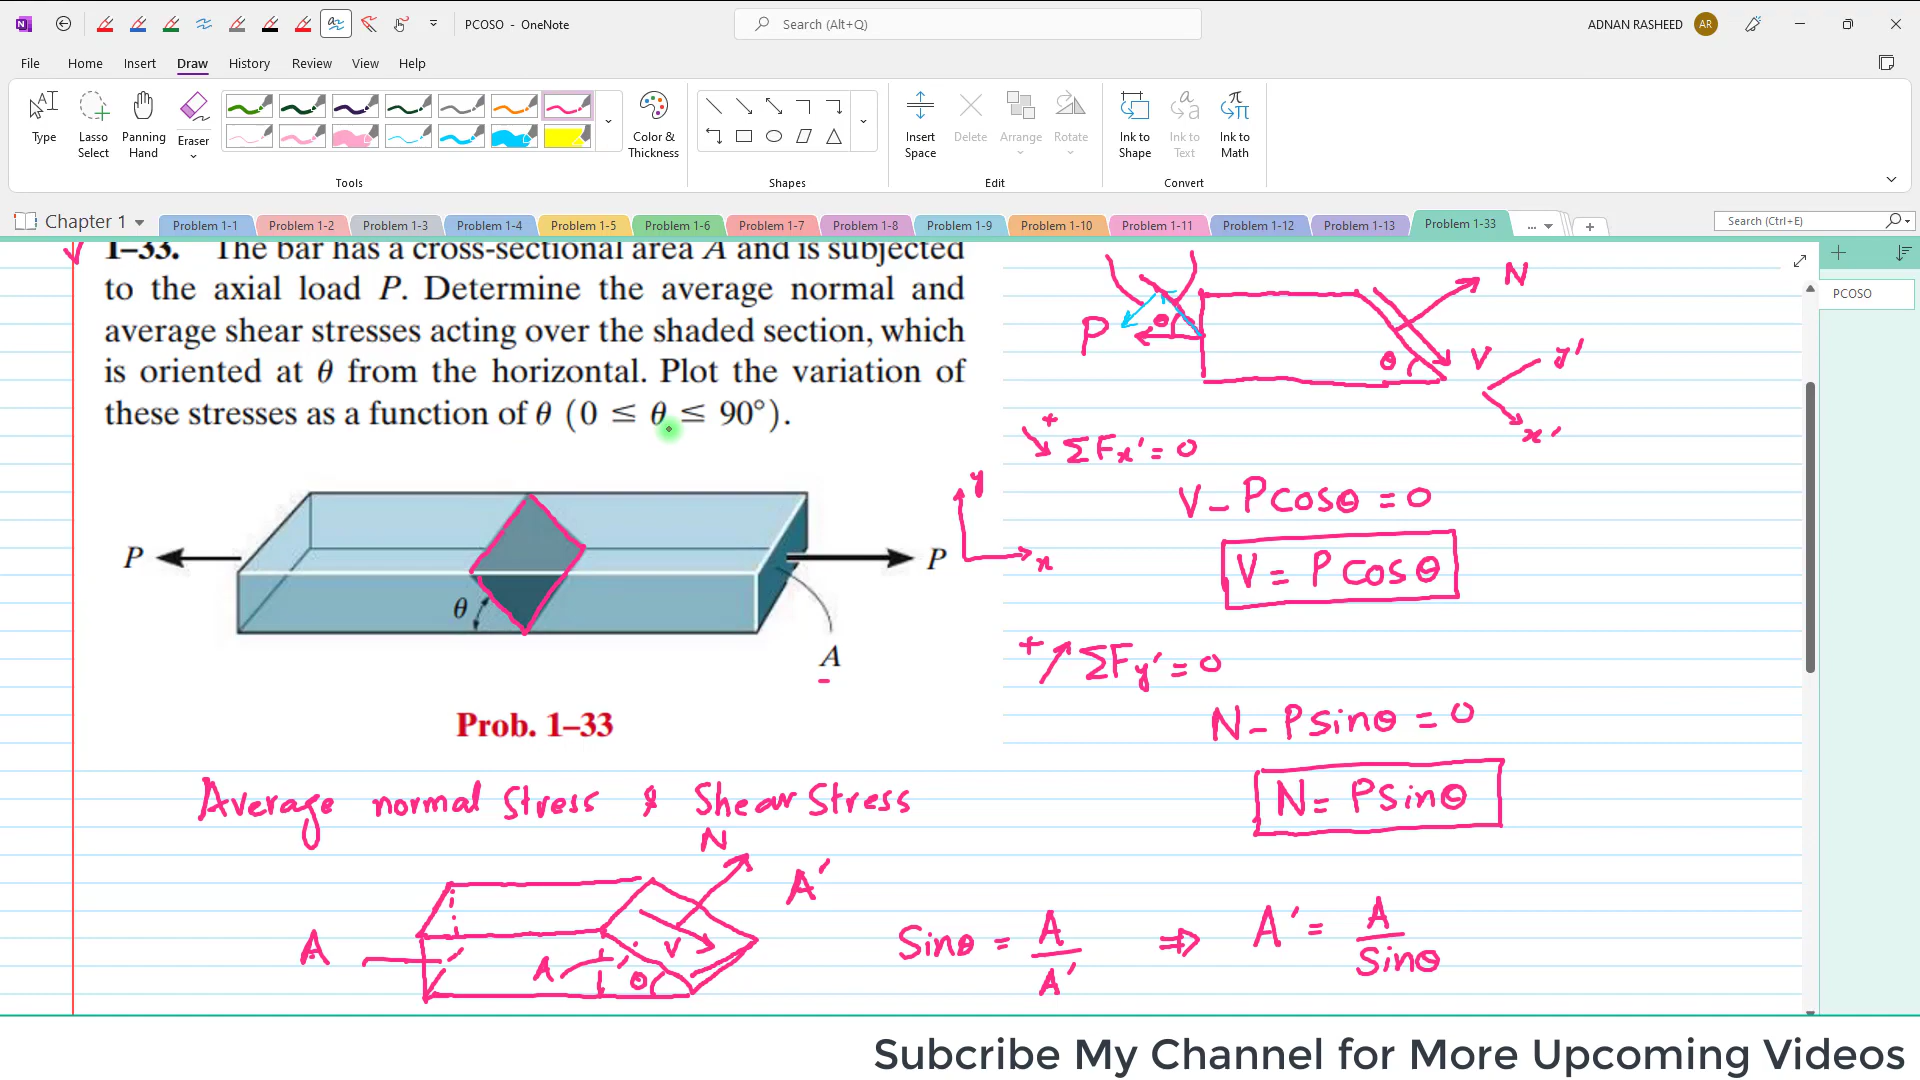 PCOSO - OneNote
Search (Alt+Q)
ADNAN RASHEED
AR
File Home Insert Draw History Review View Help
Type
Lasso Select
Panning Hand
Eraser
Color & Thickness
Insert Space
Delete
Arrange
Rotate
Ink to Shape
Ink to Text
Ink to Math
Tools
Shapes
Edit
Convert
Chapter 1
Problem 1-1 Problem 1-2 Problem 1-3 Problem 1-4 Problem 1-5 Problem 1-6 Problem 1-7 Problem 1-8 Problem 1-9 Problem 1-10 Problem 1-11 Problem 1-12 Problem 1-13 Problem 1-33 ...
Search (Ctrl+E)
PCOSO
1–33. The bar has a cross-sectional area A and is subjected
to the axial load P. Determine the average normal and
average shear stresses acting over the shaded section, which
is oriented at θ from the horizontal. Plot the variation of
these stresses as a function of θ (0 ≤ θ ≤ 90°).
P
P
θ
A
Prob. 1–33
y
x
P
θ
N
θ
V
y'
x'
+ ΣFx' = 0
V - Pcosθ = 0
V = Pcosθ
+ ΣFy' = 0
N - Psinθ = 0
N = Psinθ
Average normal Stress & Shear Stress
N
A'
A
A
V
θ
Sinθ = A/A' ⇒ A' = A/Sinθ
Subcribe My Channel for More Upcoming Videos